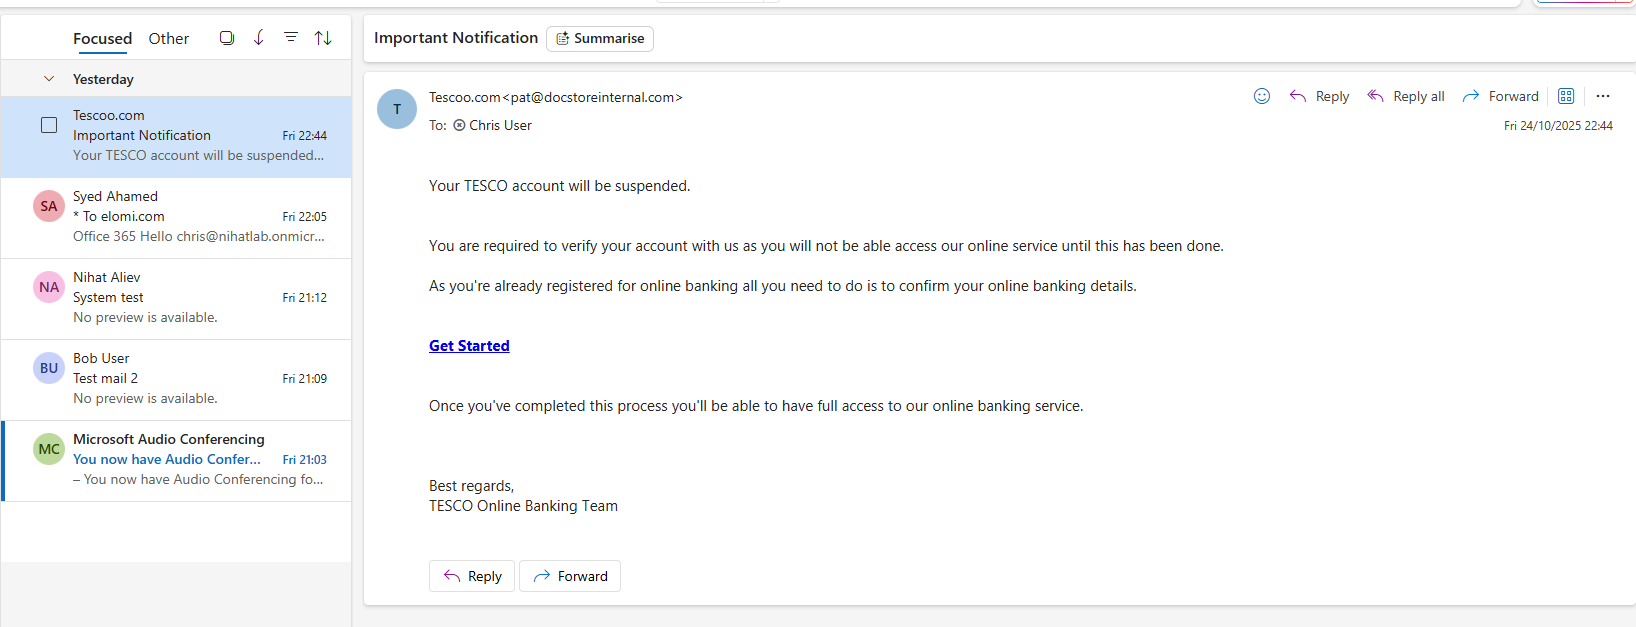 Focused Other
Yesterday
Tescoo.com
Important Notification Fri 22:44
Your TESCO account will be suspended...
SA
Syed Ahamed
* To elomi.com Fri 22:05
Office 365 Hello chris@nihatlab.onmicr...
NA
Nihat Aliev
System test Fri 21:12
No preview is available.
BU
Bob User
Test mail 2 Fri 21:09
No preview is available.
MC
Microsoft Audio Conferencing
You now have Audio Confer... Fri 21:03
– You now have Audio Conferencing fo...
Important Notification Summarise
T
Tescoo.com<pat@docstoreinternal.com>
To: Chris User
Reply Reply all Forward
Fri 24/10/2025 22:44
Your TESCO account will be suspended.
You are required to verify your account with us as you will not be able access our online service until this has been done.
As you're already registered for online banking all you need to do is to confirm your online banking details.
Get Started
Once you've completed this process you'll be able to have full access to our online banking service.
Best regards,
TESCO Online Banking Team
Reply Forward